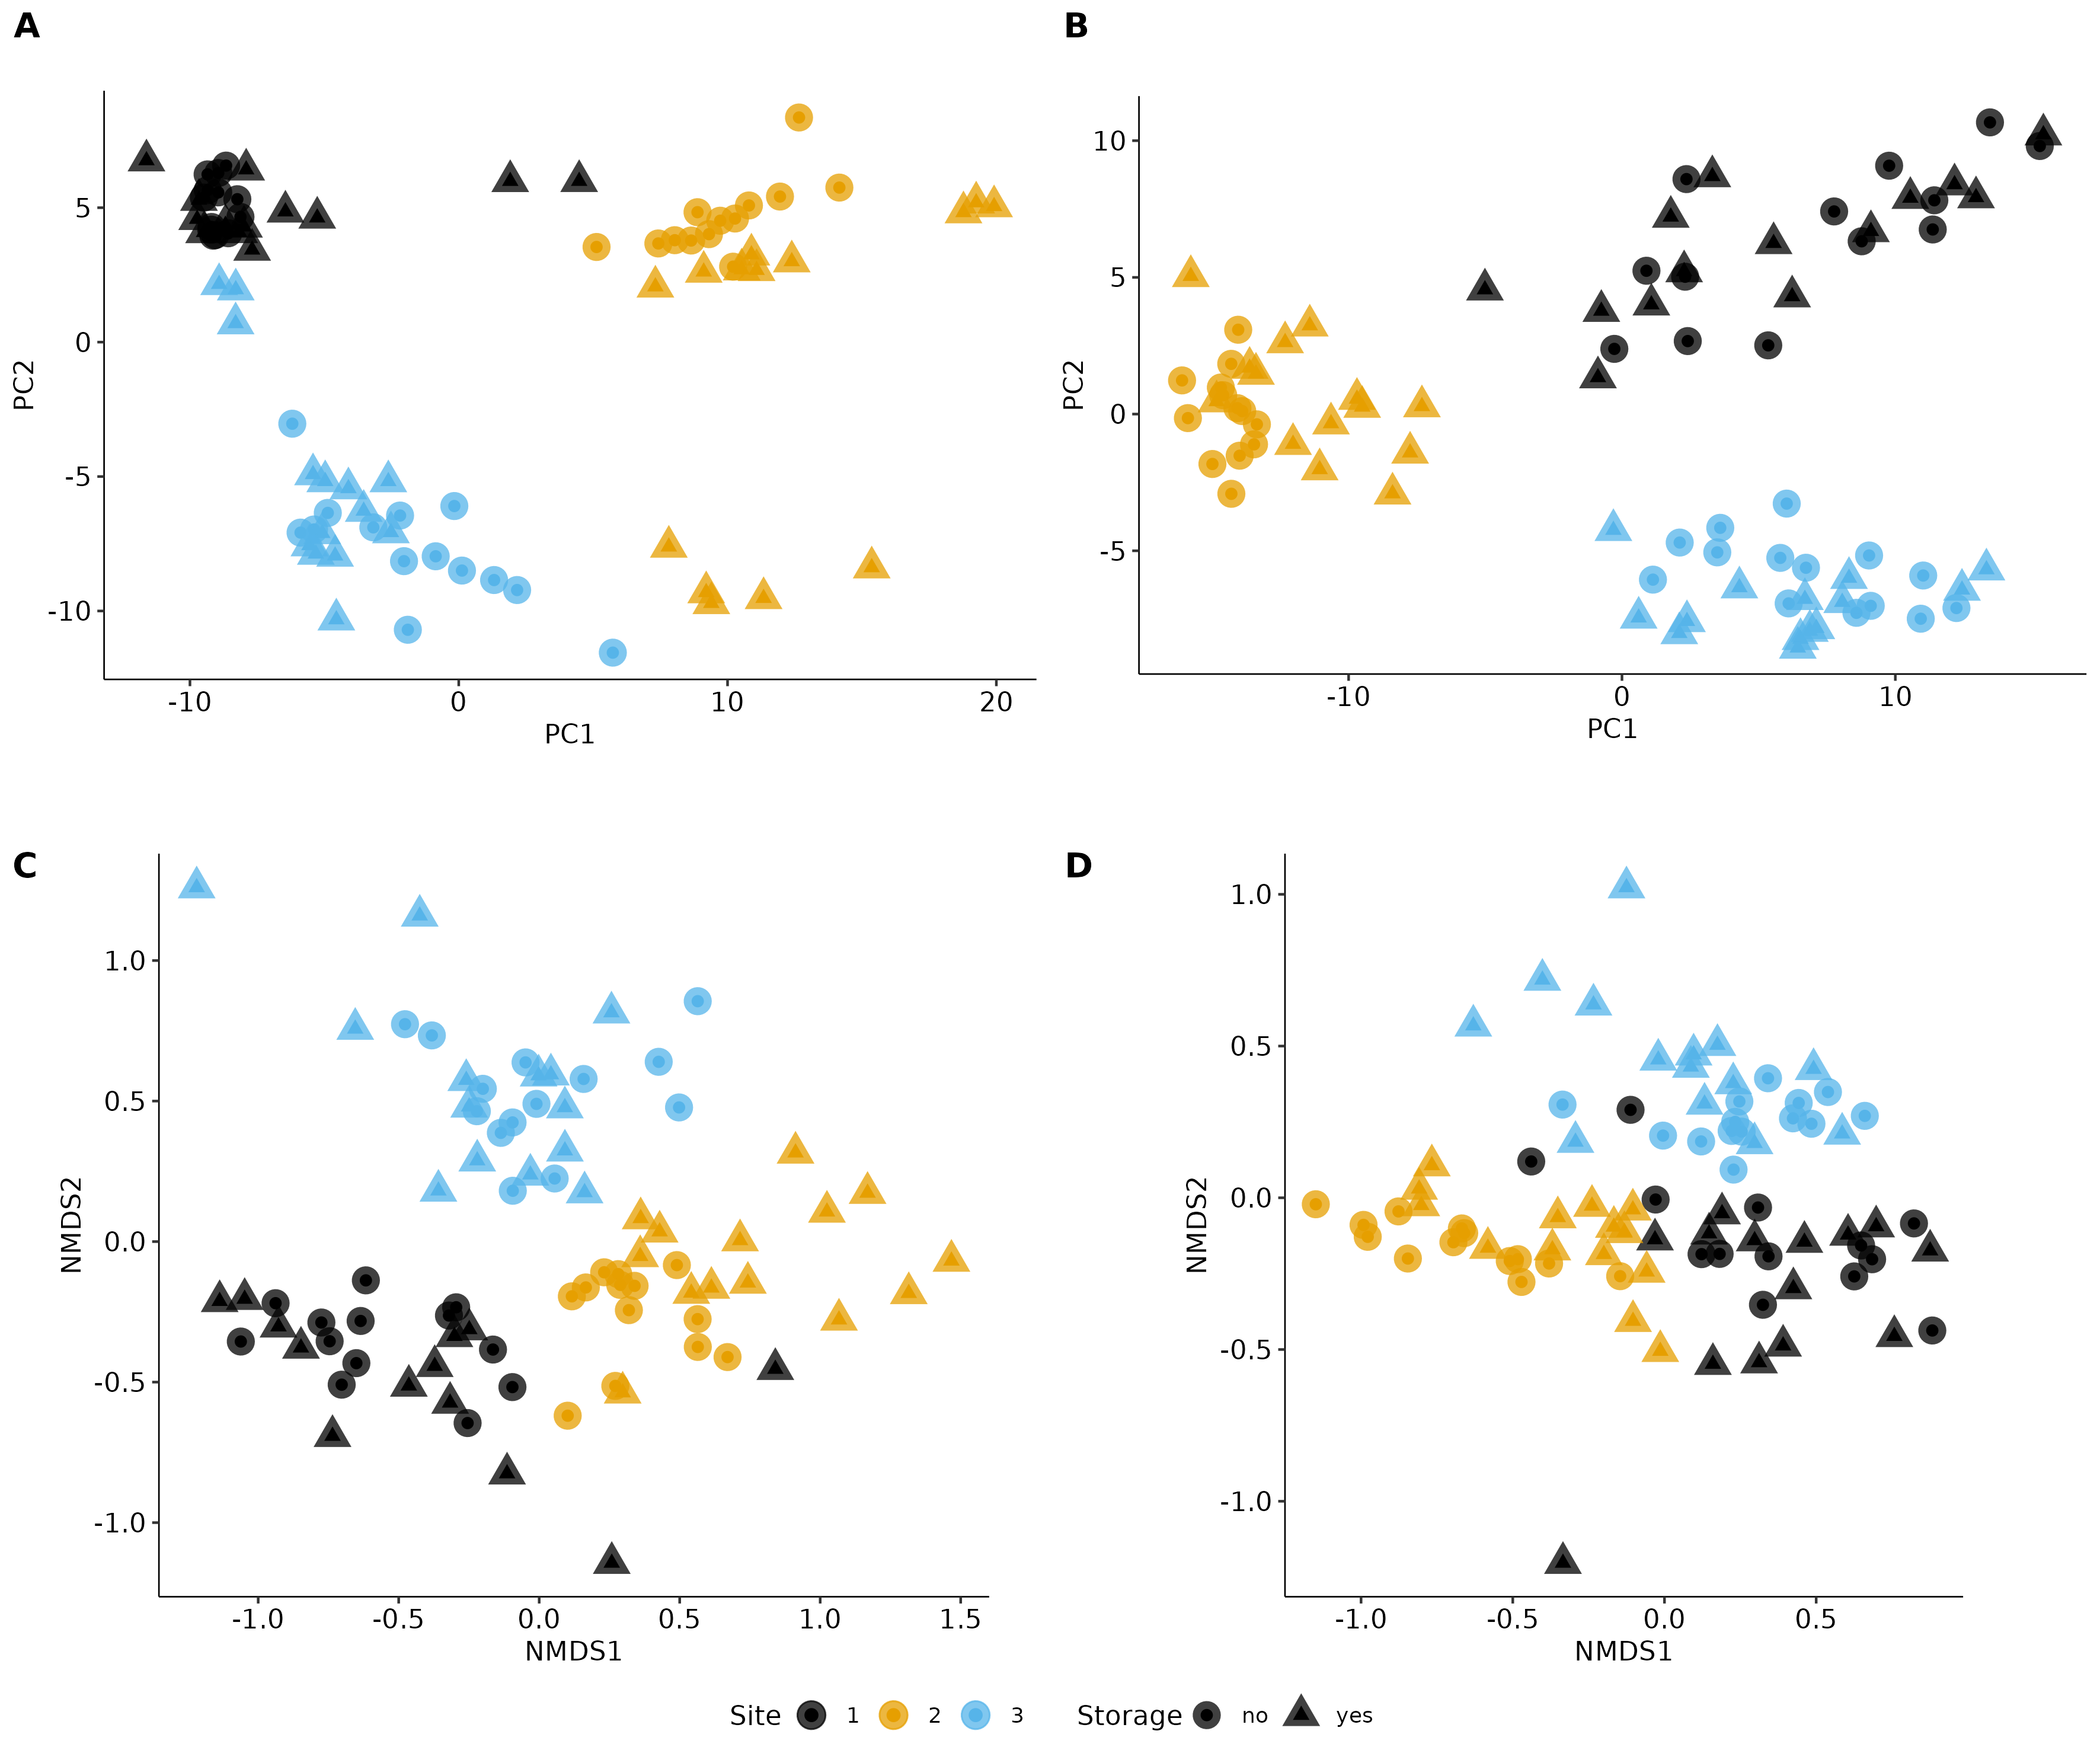 A
B
5
0
-5
-10
PC2
-10 0 10 20
PC1
10
5
0
-5
PC2
-10 0 10
PC1
C
D
1.0
0.5
0.0
-0.5
-1.0
NMDS2
-1.0 -0.5 0.0 0.5 1.0 1.5
NMDS1
1.0
0.5
0.0
-0.5
-1.0
NMDS2
-1.0 -0.5 0.0 0.5
NMDS1
Site 1 2 3 Storage no yes